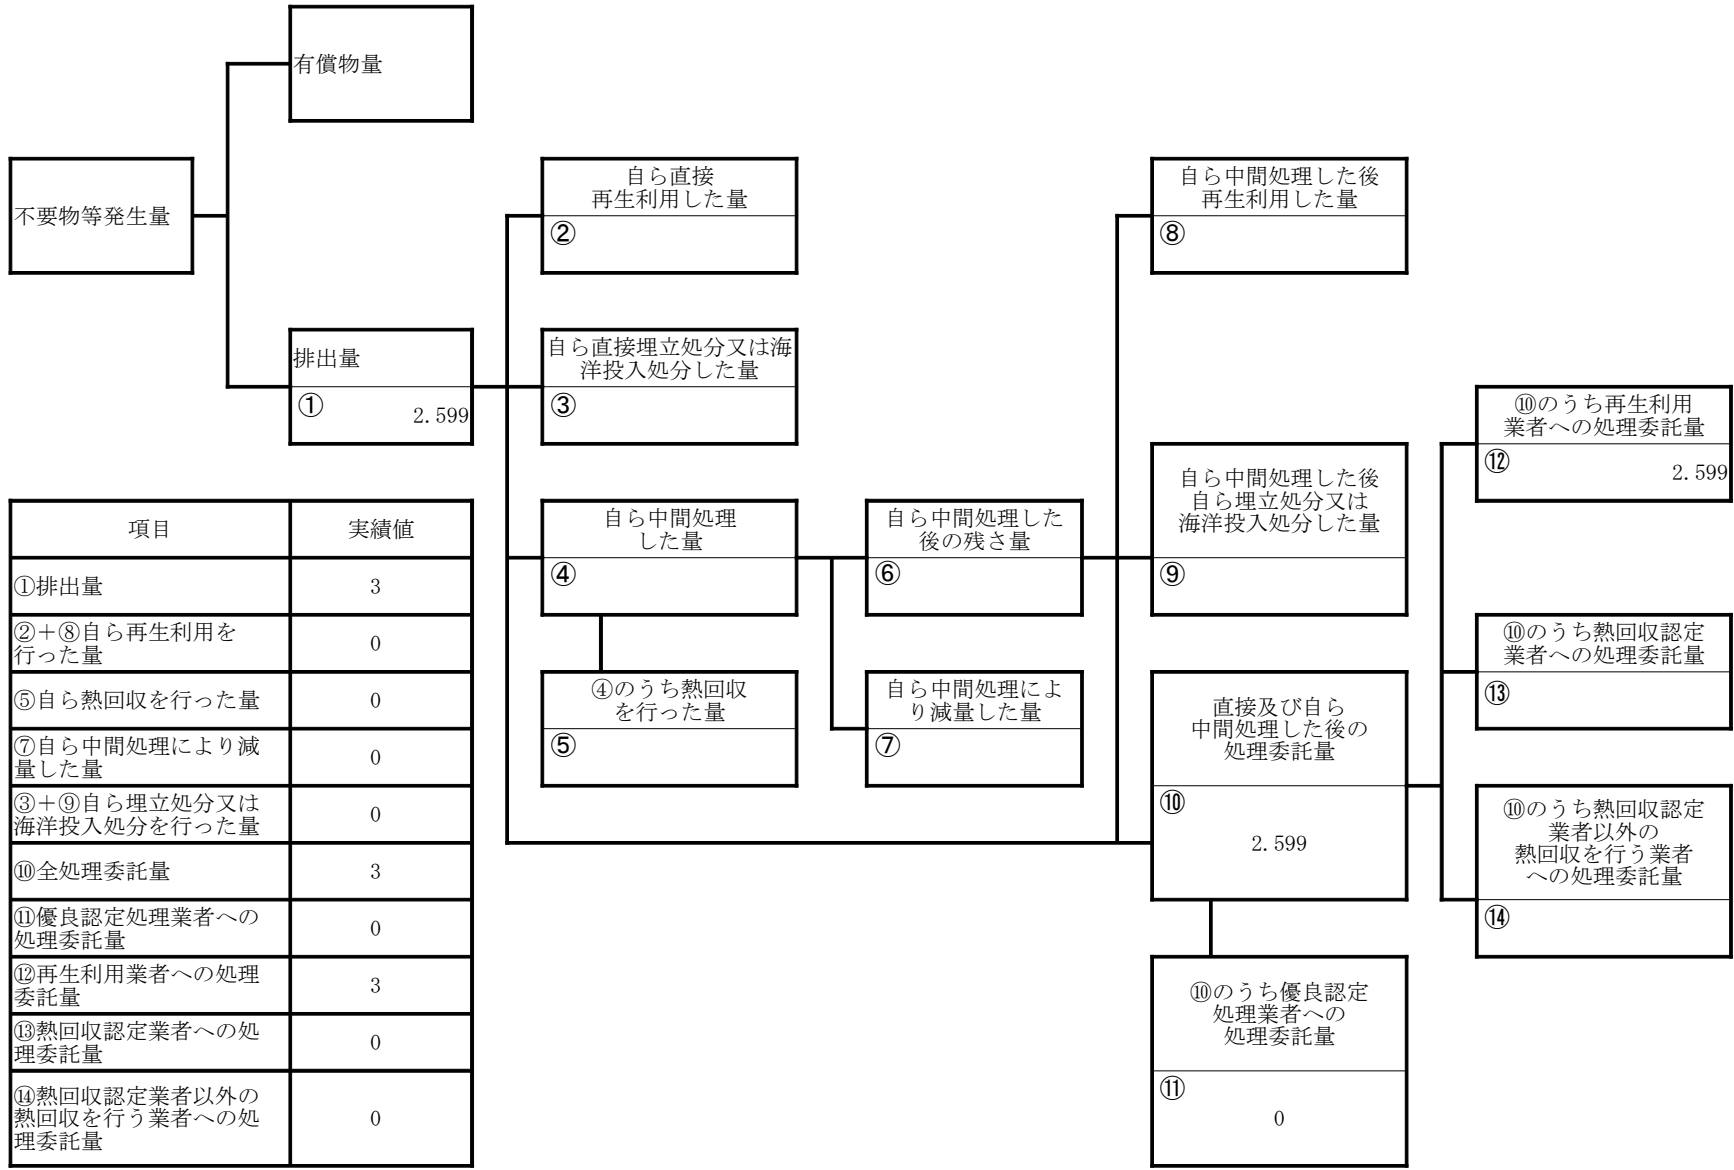 有償物量
不要物等発生量
排出量
①
2.599
自ら直接
再生利用した量
②
自ら直接埋立処分又は海
洋投入処分した量
③
自ら中間処理
した量
④
④のうち熱回収
を行った量
⑤
自ら中間処理した
後の残さ量
⑥
自ら中間処理によ
り減量した量
⑦
自ら中間処理した後
再生利用した量
⑧
自ら中間処理した後
自ら埋立処分又は
海洋投入処分した量
⑨
直接及び自ら
中間処理した後の
処理委託量
⑩
2.599
⑩のうち優良認定
処理業者への
処理委託量
⑪
0
⑩のうち再生利用
業者への処理委託量
⑫
2.599
⑩のうち熱回収認定
業者への処理委託量
⑬
⑩のうち熱回収認定
業者以外の
熱回収を行う業者
への処理委託量
⑭
項目 実績値
①排出量 3
②+⑧自ら再生利用を
行った量 0
⑤自ら熱回収を行った量 0
⑦自ら中間処理により減
量した量 0
③+⑨自ら埋立処分又は
海洋投入処分を行った量 0
⑩全処理委託量 3
⑪優良認定処理業者への
処理委託量 0
⑫再生利用業者への処理
委託量 3
⑬熱回収認定業者への処
理委託量 0
⑭熱回収認定業者以外の
熱回収を行う業者への処
理委託量 0